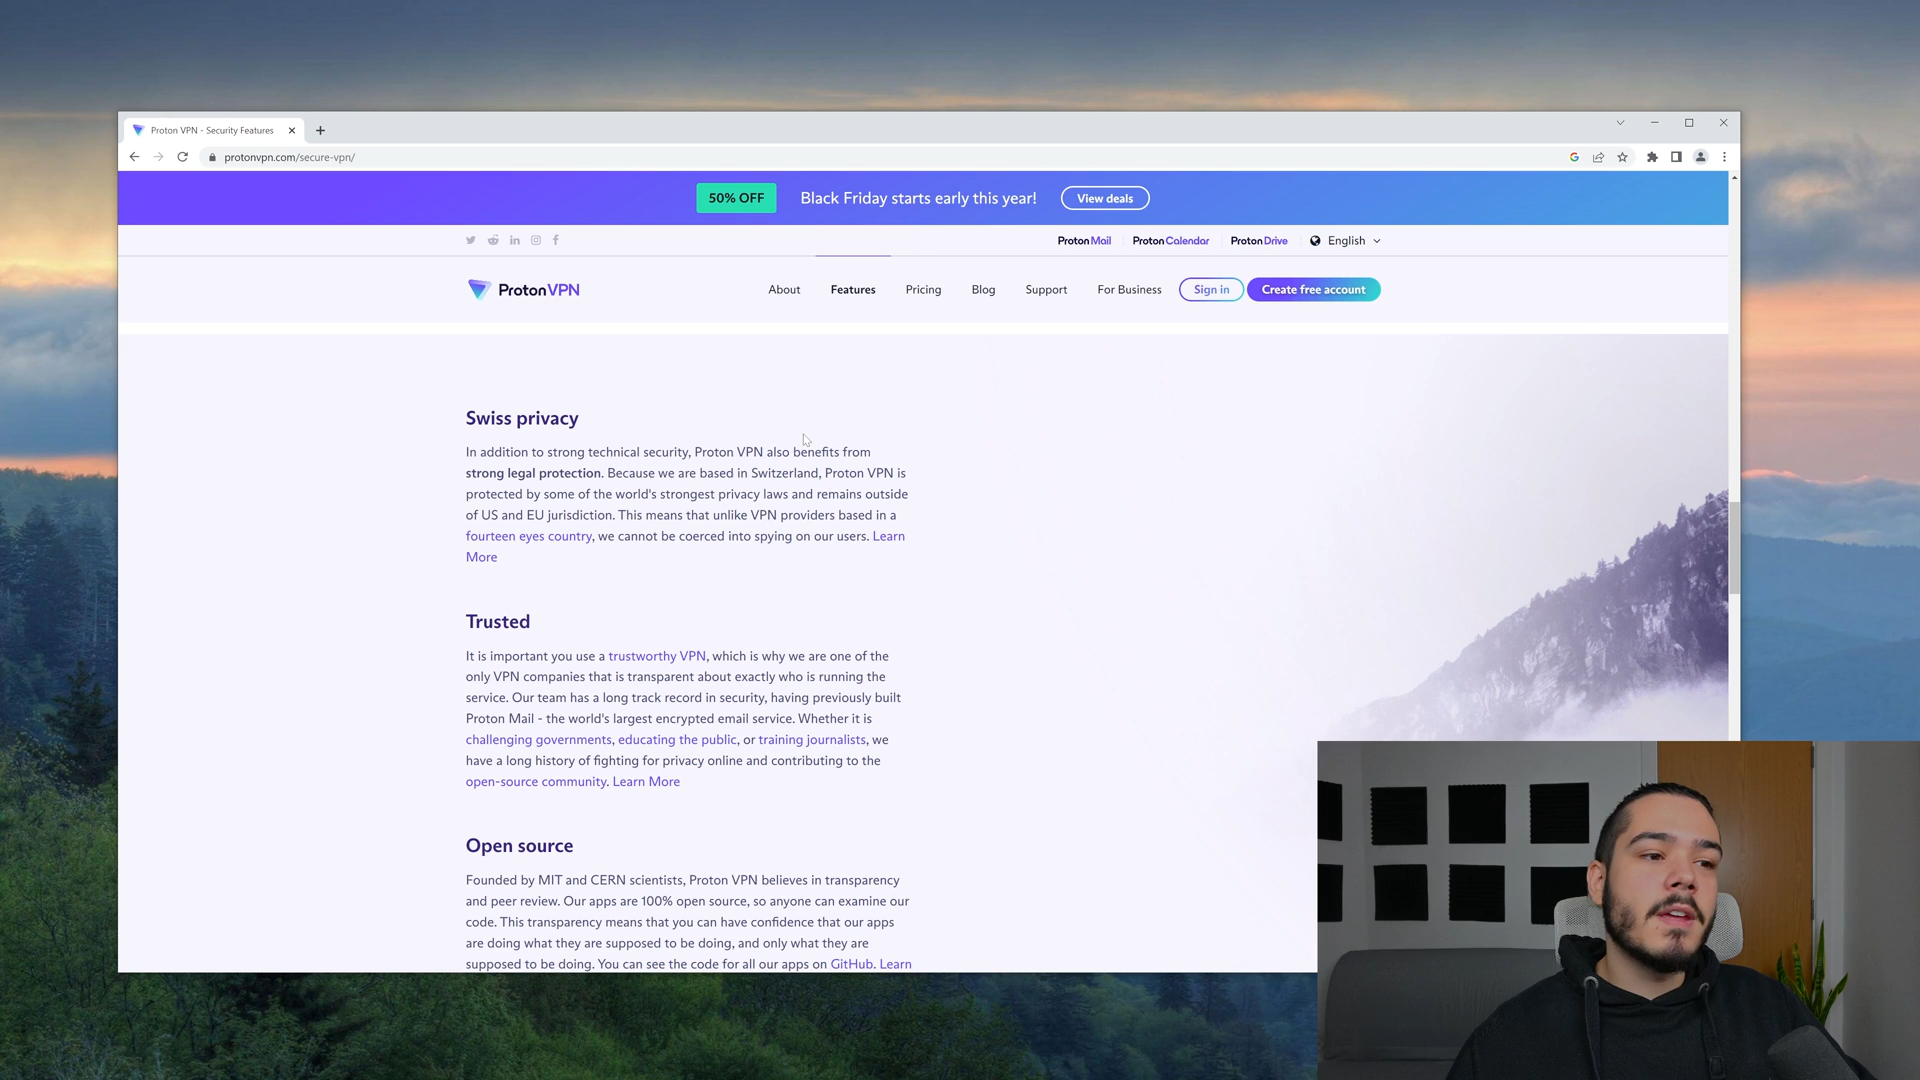 Proton VPN - Security Features
protonvpn.com/secure-vpn/
50% OFF
Black Friday starts early this year!
View deals
Proton Mail
Proton Calendar
Proton Drive
English
ProtonVPN
About
Features
Pricing
Blog
Support
For Business
Sign in
Create free account
Swiss privacy
In addition to strong technical security, Proton VPN also benefits from
strong legal protection. Because we are based in Switzerland, Proton VPN is
protected by some of the world's strongest privacy laws and remains outside
of US and EU jurisdiction. This means that unlike VPN providers based in a
fourteen eyes country, we cannot be coerced into spying on our users. Learn
More
Trusted
It is important you use a trustworthy VPN, which is why we are one of the
only VPN companies that is transparent about exactly who is running the
service. Our team has a long track record in security, having previously built
Proton Mail - the world's largest encrypted email service. Whether it is
challenging governments, educating the public, or training journalists, we
have a long history of fighting for privacy online and contributing to the
open-source community. Learn More
Open source
Founded by MIT and CERN scientists, Proton VPN believes in transparency
and peer review. Our apps are 100% open source, so anyone can examine our
code. This transparency means that you can have confidence that our apps
are doing what they are supposed to be doing, and only what they are
supposed to be doing. You can see the code for all our apps on GitHub. Learn